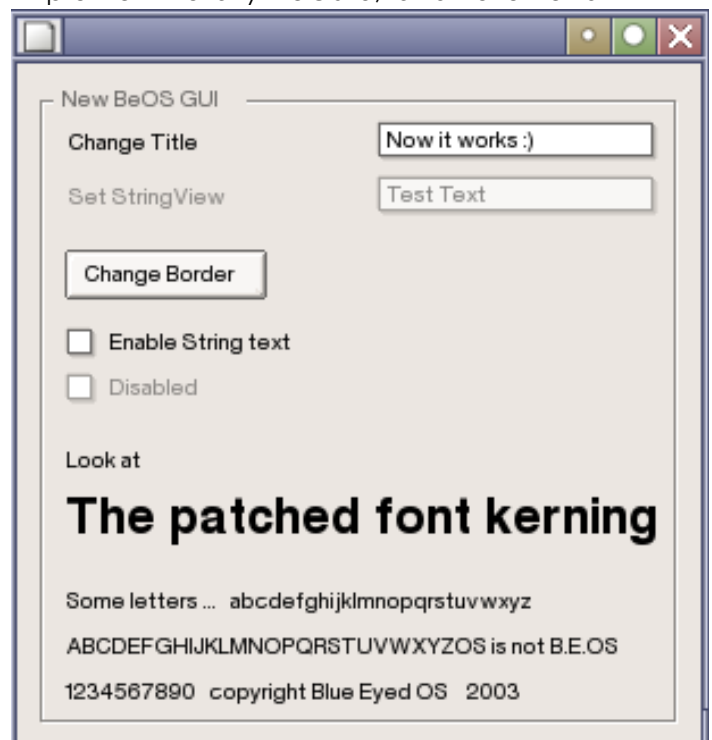 New BeOS GUI
Change Title Now it works :)
Set StringView Test Text
Change Border
Enable String text
Disabled
Look at
The patched font kerning
Some letters ... abcdefghijklmnopqrstuvwxyz
ABCDEFGHIJKLMNOPQRSTUVWXYZOS is not B.E.OS
1234567890 copyright Blue Eyed OS 2003